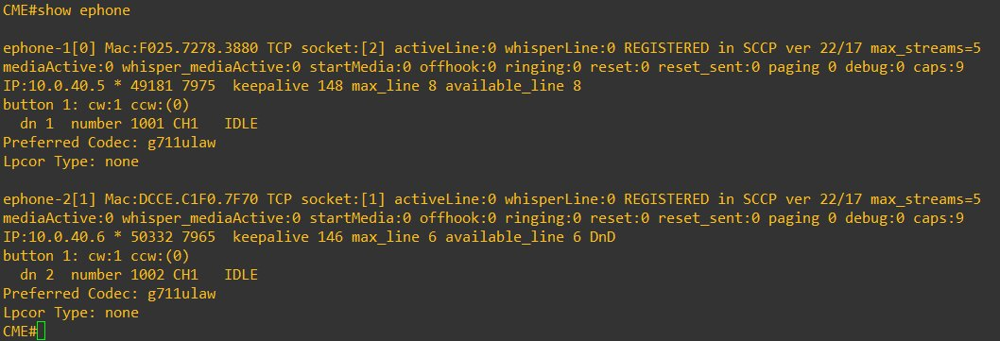 CME#show ephone
ephone-1[0] Mac:F025.7278.3880 TCP socket:[2] activeLine:0 whisperLine:0 REGISTERED in SCCP ver 22/17 max_streams=5
mediaActive:0 whisper_mediaActive:0 startMedia:0 offhook:0 ringing:0 reset:0 reset_sent:0 paging 0 debug:0 caps:9
IP:10.0.40.5 * 49181 7975  keepalive 148 max_line 8 available_line 8
button 1: cw:1 ccw:(0)
  dn 1  number 1001 CH1   IDLE
Preferred Codec: g711ulaw
Lpcor Type: none
ephone-2[1] Mac:DCCE.C1F0.7F70 TCP socket:[1] activeLine:0 whisperLine:0 REGISTERED in SCCP ver 22/17 max_streams=5
mediaActive:0 whisper_mediaActive:0 startMedia:0 offhook:0 ringing:0 reset:0 reset_sent:0 paging 0 debug:0 caps:9
IP:10.0.40.6 * 50332 7965  keepalive 146 max_line 6 available_line 6 DnD
button 1: cw:1 ccw:(0)
  dn 2  number 1002 CH1   IDLE
Preferred Codec: g711ulaw
Lpcor Type: none
CME#